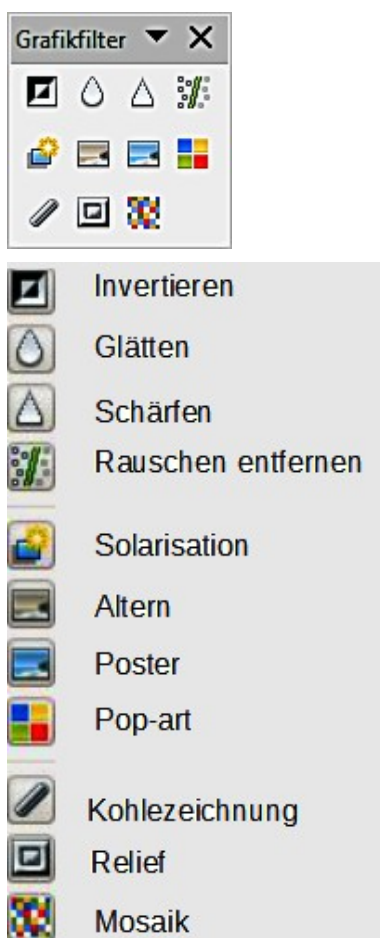 Grafikfilter
Invertieren
Glätten
Schärfen
Rauschen entfernen
Solarisation
Altern
Poster
Pop-art
Kohlezeichnung
Relief
Mosaik